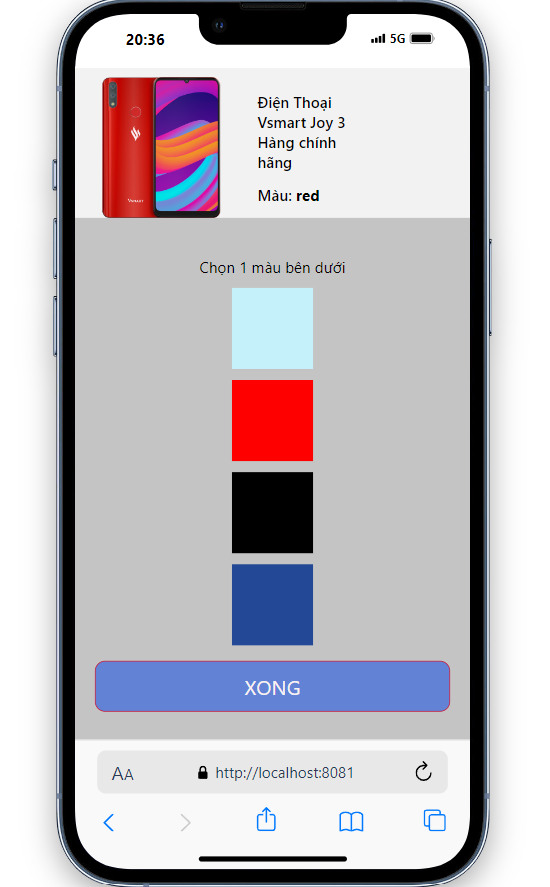 20:36
5G
Điện Thoại
Vsmart Joy 3
Hàng chính
hãng
Màu: red
Vsmart
Chọn 1 màu bên dưới
XONG
AA
http://localhost:8081